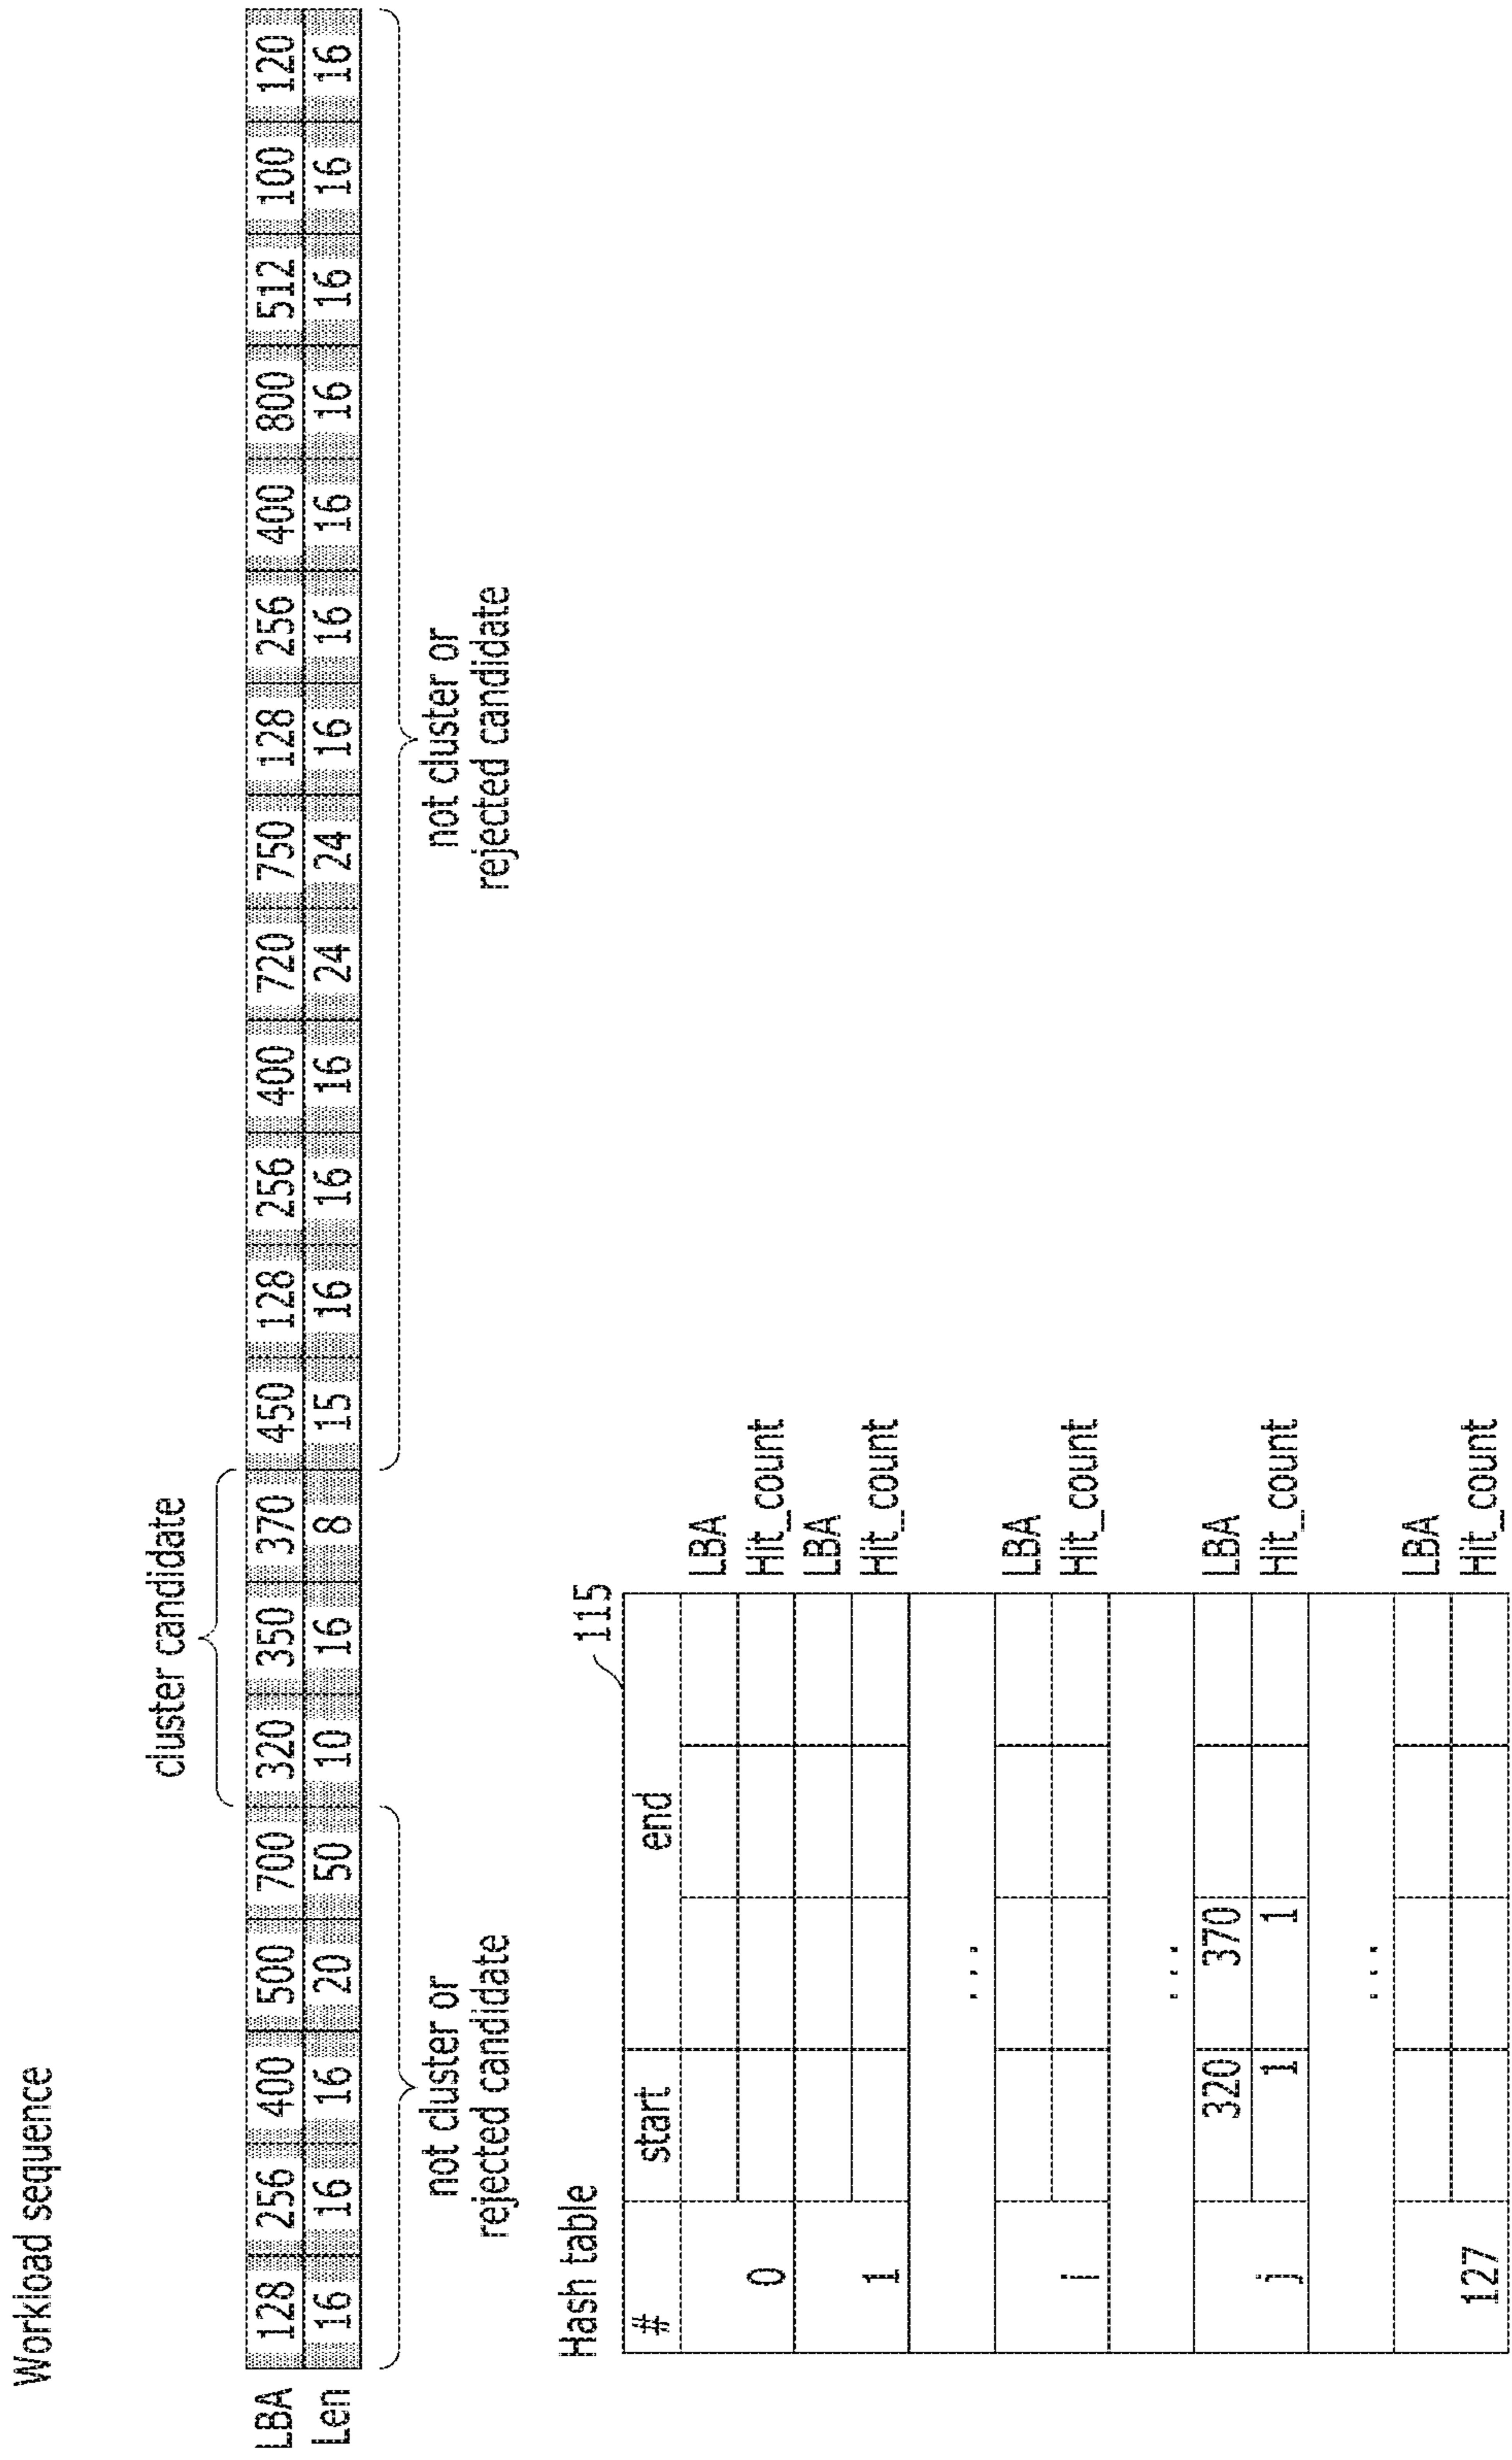 Workload sequence
cluster candidate
LBA 128 256 400 500 700 320 350 370 450 128 256 400 720 750 128 256 400 800 512 100 120
Len 16 16 16 20 50 10 16 8 15 16 16 16 24 24 16 16 16 16 16 16 16
not cluster or
rejected candidate
not cluster or
rejected candidate
Hash table
115
# start end
LBA
0 Hit_count
LBA
1 Hit_count
...
LBA
i Hit_count
...
320 370 LBA
j 1 1 Hit_count
...
LBA
127 Hit_count